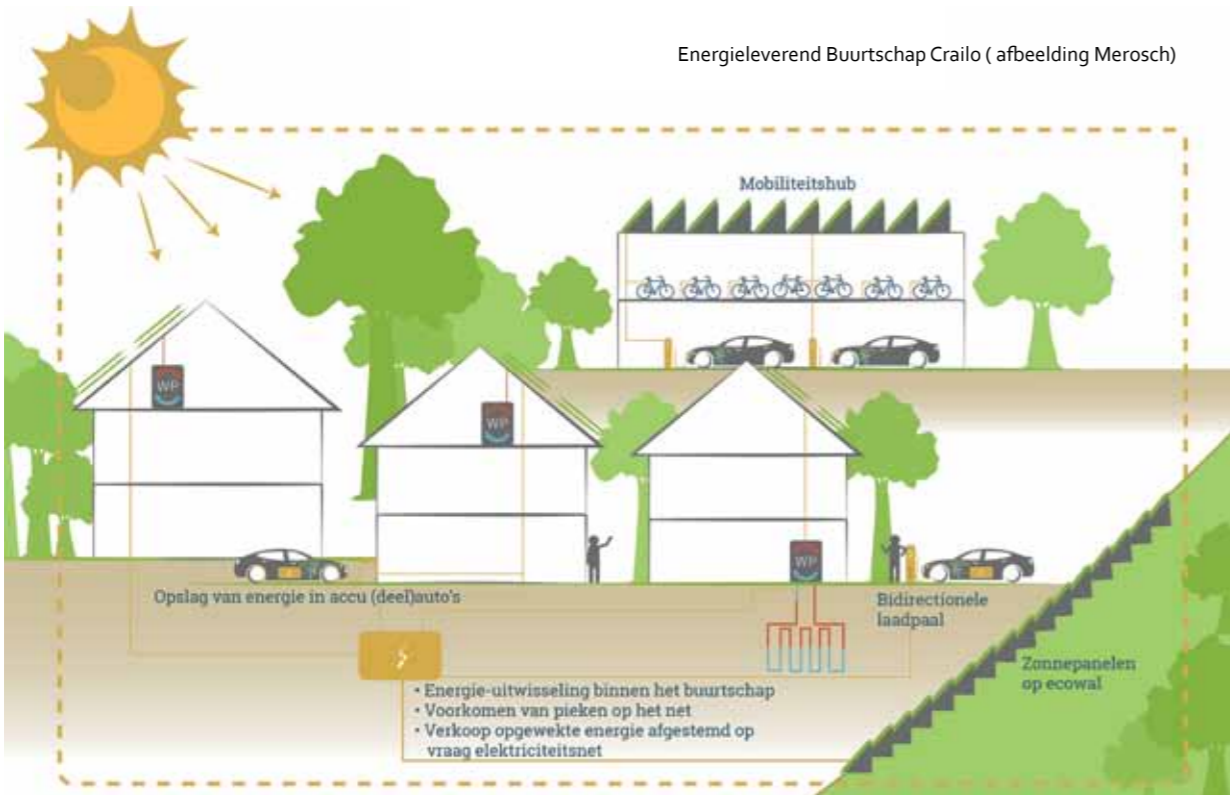 Energieleverend Buurtschap Crailo ( afbeelding Merosch)
Mobiliteitshub
WP
WP
WP
Opslag van energie in accu (deel)auto's
Bidirectionele
laadpaal
Zonnepanelen
op ecowal
• Energie-uitwisseling binnen het buurtschap
• Voorkomen van pieken op het net
• Verkoop opgewekte energie afgestemd op
vraag elektriciteitsnet